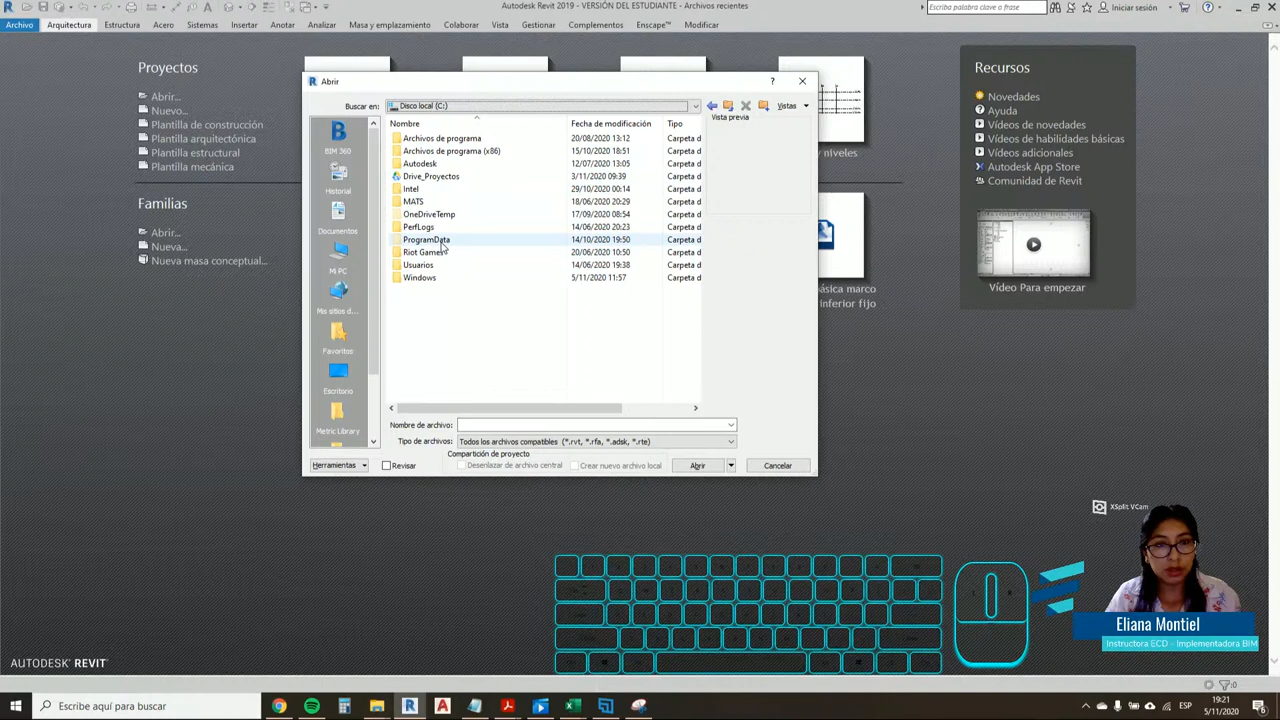 Autodesk Revit 2019 - VERSIÓN DEL ESTUDIANTE - Archivos recientes
Escriba palabra clave o frase
Iniciar sesión
Archivo Arquitectura Estructura Acero Sistemas Insertar Anotar Analizar Masa y emplazamiento Colaborar Vista Gestionar Complementos Enscape™ Modificar
Proyectos
Abrir...
Nuevo...
Plantilla de construcción
Plantilla arquitectónica
Plantilla estructural
Plantilla mecánica
Familias
Abrir...
Nueva...
Nueva masa conceptual...
Abrir
Buscar en: Disco local (C:)
Vistas
Nombre Fecha de modificación Tipo
Vista previa
Archivos de programa 20/08/2020 13:12 Carpeta d
Archivos de programa (x86) 15/10/2020 18:51 Carpeta d
Autodesk 12/07/2020 13:05 Carpeta d
Drive_Proyectos 3/11/2020 09:39 Carpeta d
Intel 29/10/2020 00:14 Carpeta d
MATS 18/06/2020 20:29 Carpeta d
OneDriveTemp 17/09/2020 08:54 Carpeta d
PerfLogs 14/06/2020 20:23 Carpeta d
ProgramData 14/10/2020 19:50 Carpeta d
Riot Games 20/06/2020 10:50 Carpeta d
Usuarios 14/06/2020 19:38 Carpeta d
Windows 5/11/2020 11:57 Carpeta d
BIM 360
Historial
Documentos
Mi PC
Mis sitios d...
Favoritos
Escritorio
Metric Library
Nombre de archivo:
Tipo de archivos: Todos los archivos compatibles (*.rvt, *.rfa, *.adsk, *.rte)
Compartición de proyecto
Herramientas Revisar Desenlazar de archivo central Crear nuevo archivo local Abrir Cancelar
y niveles
básica marco
inferior fijo
Recursos
Novedades
Ayuda
Vídeos de novedades
Vídeos de habilidades básicas
Vídeos adicionales
Autodesk App Store
Comunidad de Revit
Vídeo Para empezar
XSplit VCam
Eliana Montiel
Instructora ECD - Implementadora BIM
AUTODESK® REVIT®
:0
Escribe aquí para buscar
ESP
19:21
5/11/2020